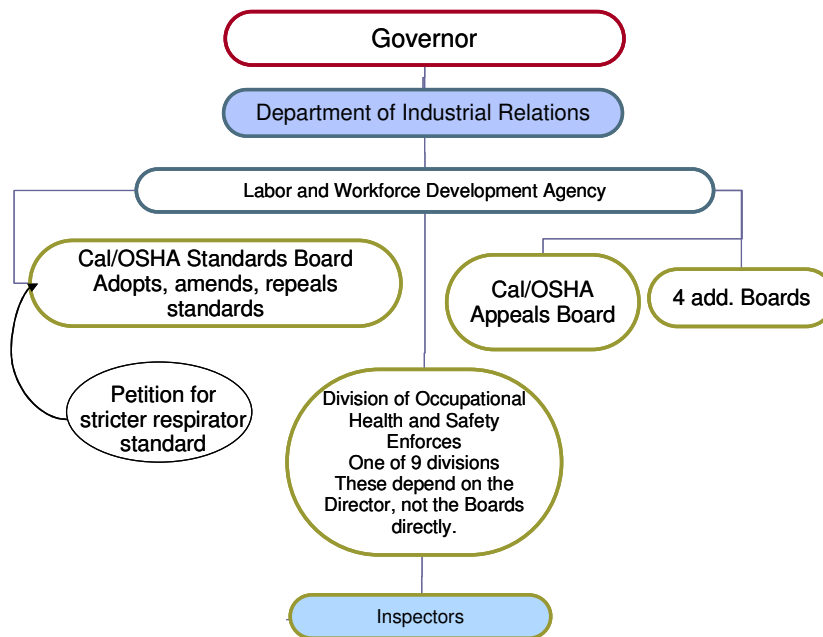 Governor
Department of Industrial Relations
Labor and Workforce Development Agency
Cal/OSHA Standards Board
Adopts, amends, repeals
standards
Cal/OSHA
Appeals Board
4 add. Boards
Petition for
stricter respirator
standard
Division of Occupational
Health and Safety
Enforces
One of 9 divisions
These depend on the
Director, not the Boards
directly.
Inspectors